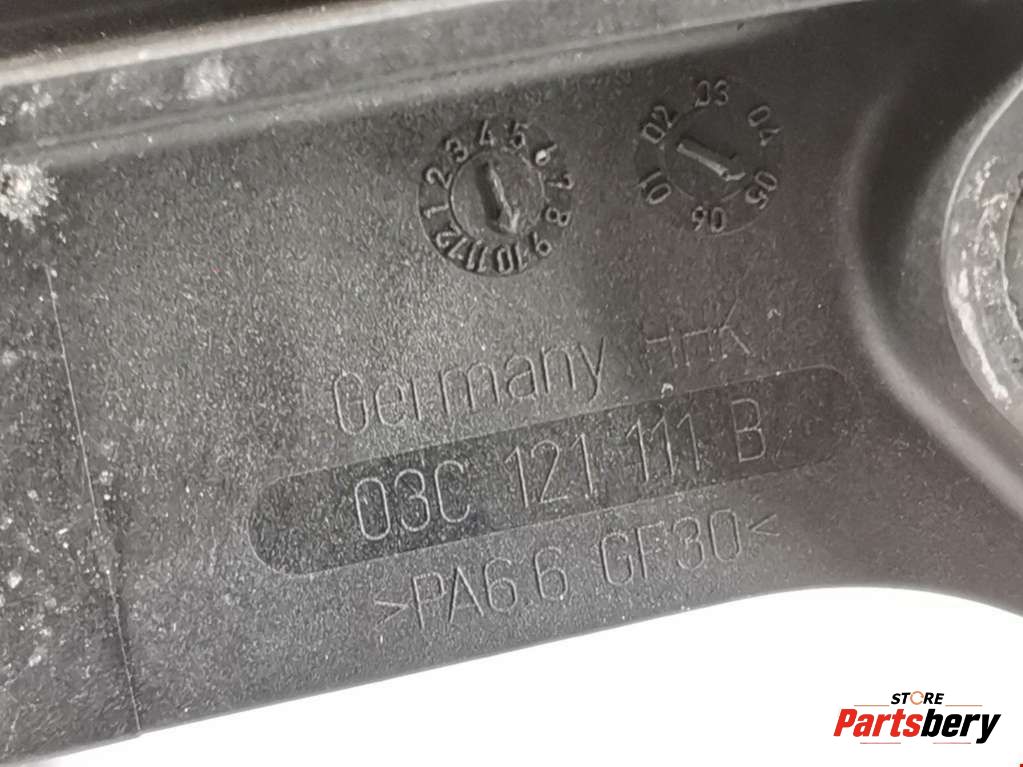 1 2 3 4 5 6 7 8 9 10 11 12
01 02 03 04 05 06
Germany HHK
03C 121 111 B
>PA6.6 GF30<
STORE
Partsbery